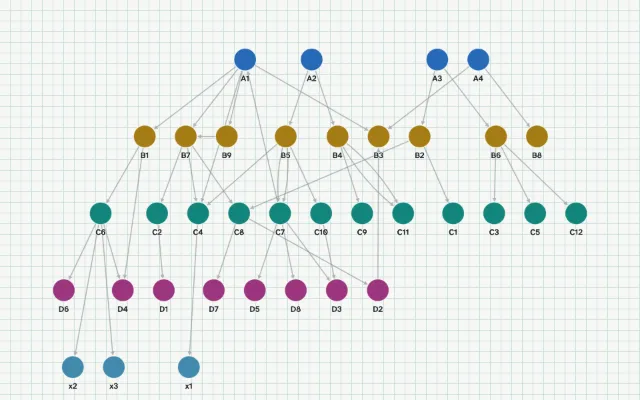 A1 A2 A3 A4
B1 B7 B9 B5 B4 B3 B2 B6 B8
C6 C2 C4 C8 C7 C10 C9 C11 C1 C3 C5 C12
D6 D4 D1 D7 D5 D8 D3 D2
x2 x3 x1